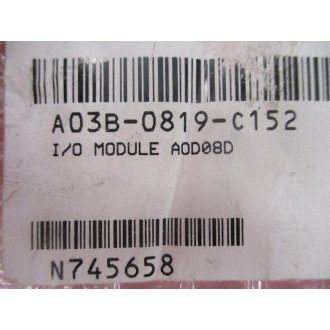 A03B-0819-C152
I/O MODULE AOD08D
N745658